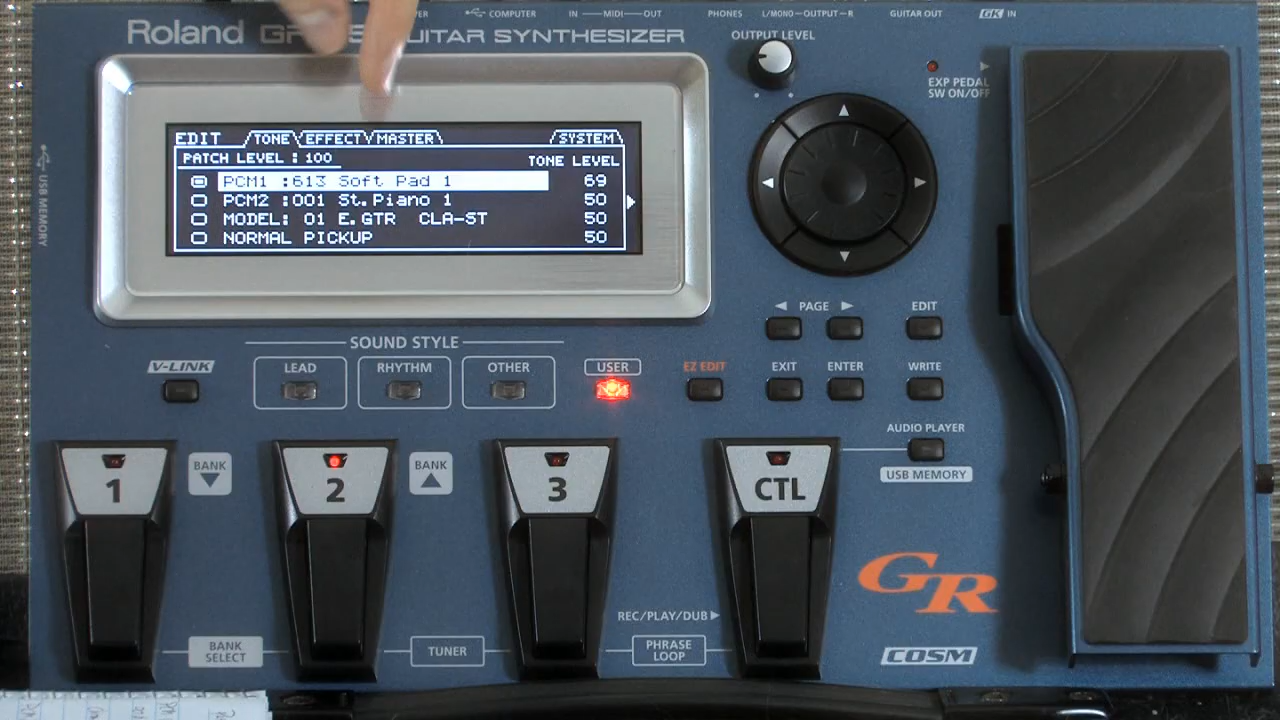 COMPUTER IN MIDI OUT PHONES L/MONO OUTPUT R GUITAR OUT GK IN
Roland GUITAR SYNTHESIZER
OUTPUT LEVEL
EXP PEDAL
SW ON/OFF
USB MEMORY
EDIT TONE EFFECT MASTER SYSTEM
PATCH LEVEL : 100 TONE LEVEL
PCM1 :613 Soft Pad 1 69
PCM2 :001 St.Piano 1 50
MODEL: 01 E.GTR CLA-ST 50
NORMAL PICKUP 50
PAGE
EDIT
SOUND STYLE
V-LINK
LEAD
RHYTHM
OTHER
USER
EZ EDIT
EXIT
ENTER
WRITE
AUDIO PLAYER
USB MEMORY
1
BANK
2
BANK
3
CTL
GR
REC/PLAY/DUB
BANK
SELECT
TUNER
PHRASE
LOOP
COSM